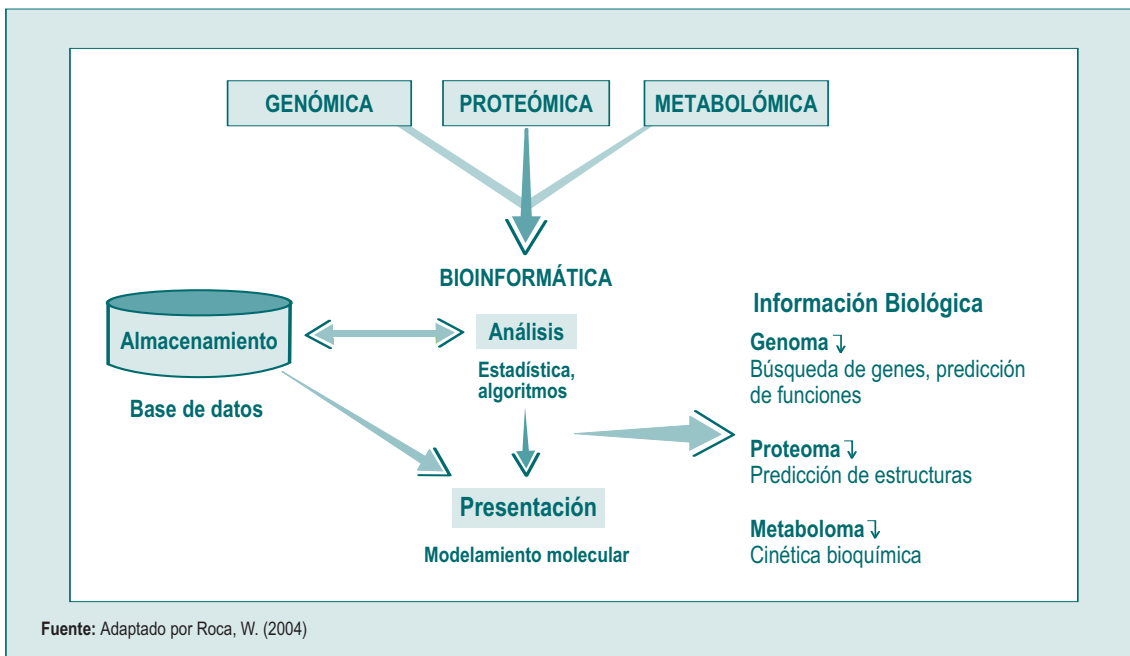 GENÓMICA
PROTEÓMICA
METABOLÓMICA
BIOINFORMÁTICA
Almacenamiento
Base de datos
Análisis
Estadística,
algoritmos
Presentación
Modelamiento molecular
Información Biológica
Genoma
Búsqueda de genes, predicción
de funciones
Proteoma
Predicción de estructuras
Metaboloma
Cinética bioquímica
Fuente: Adaptado por Roca, W. (2004)